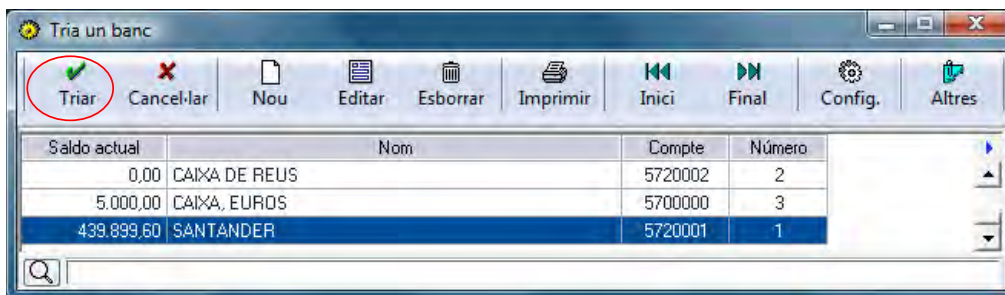 Tria un banc
Triar Cancel·lar Nou Editar Esborrar Imprimir Inici Final Config. Altres
Saldo actual Nom Compte Número
0,00 CAIXA DE REUS 5720002 2
5.000,00 CAIXA, EUROS 5700000 3
439.899,60 SANTANDER 5720001 1